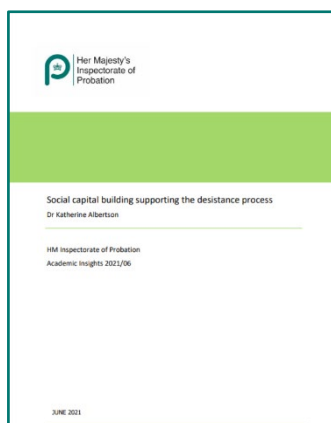 Her Majesty's
Inspectorate of
Probation
Social capital building supporting the desistance process
Dr Katherine Albertson
HM Inspectorate of Probation
Academic Insights 2021/06
JUNE 2021